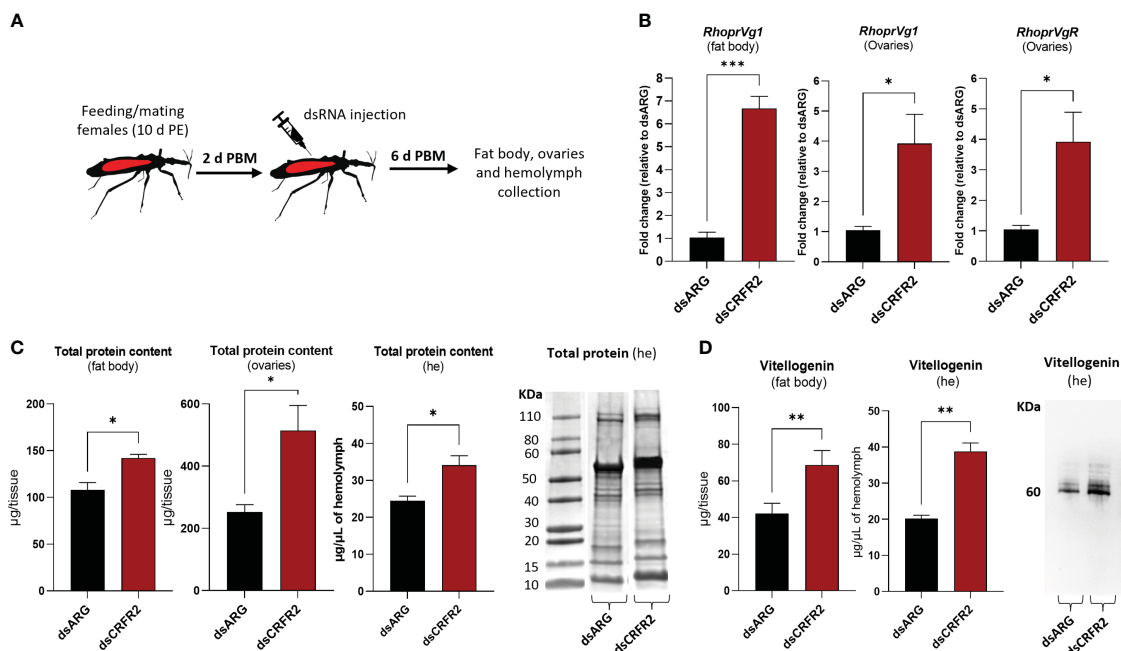 A
Feeding/mating
females (10 d PE)
2 d PBM
dsRNA injection
6 d PBM
Fat body, ovaries
and hemolymph
collection
B
RhoprVg1
(fat body)
***
Fold change (relative to dsARG)
8
7
6
5
4
3
2
1
0
dsARG
dsCRFR2
RhoprVg1
(Ovaries)
*
Fold change (relative to dsARG)
6
5
4
3
2
1
0
dsARG
dsCRFR2
RhoprVgR
(Ovaries)
*
Fold change (relative to dsARG)
6
5
4
3
2
1
0
dsARG
dsCRFR2
C
Total protein content
(fat body)
*
µg/tissue
200
150
100
50
0
dsARG
dsCRFR2
Total protein content
(ovaries)
*
µg/tissue
600
400
200
0
dsARG
dsCRFR2
Total protein content
(he)
*
µg/µL of hemolymph
50
40
30
20
10
0
dsARG
dsCRFR2
Total protein (he)
KDa
110
80
60
50
40
30
20
15
10
dsARG
dsCRFR2
D
Vitellogenin
(fat body)
**
µg/tissue
100
80
60
40
20
0
dsARG
dsCRFR2
Vitellogenin
(he)
**
µg/µL of hemolymph
50
40
30
20
10
0
dsARG
dsCRFR2
Vitellogenin
(he)
KDa
60
dsARG
dsCRFR2